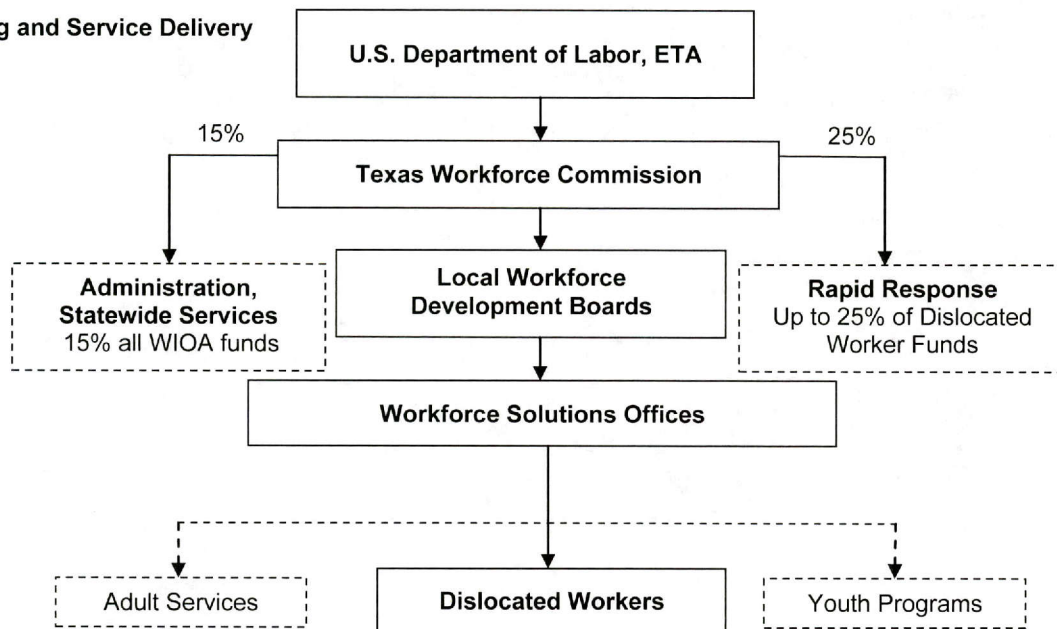 g and Service Delivery
U.S. Department of Labor, ETA
15%
25%
Texas Workforce Commission
Administration,
Statewide Services
15% all WIOA funds
Local Workforce
Development Boards
Rapid Response
Up to 25% of Dislocated
Worker Funds
Workforce Solutions Offices
Adult Services
Dislocated Workers
Youth Programs